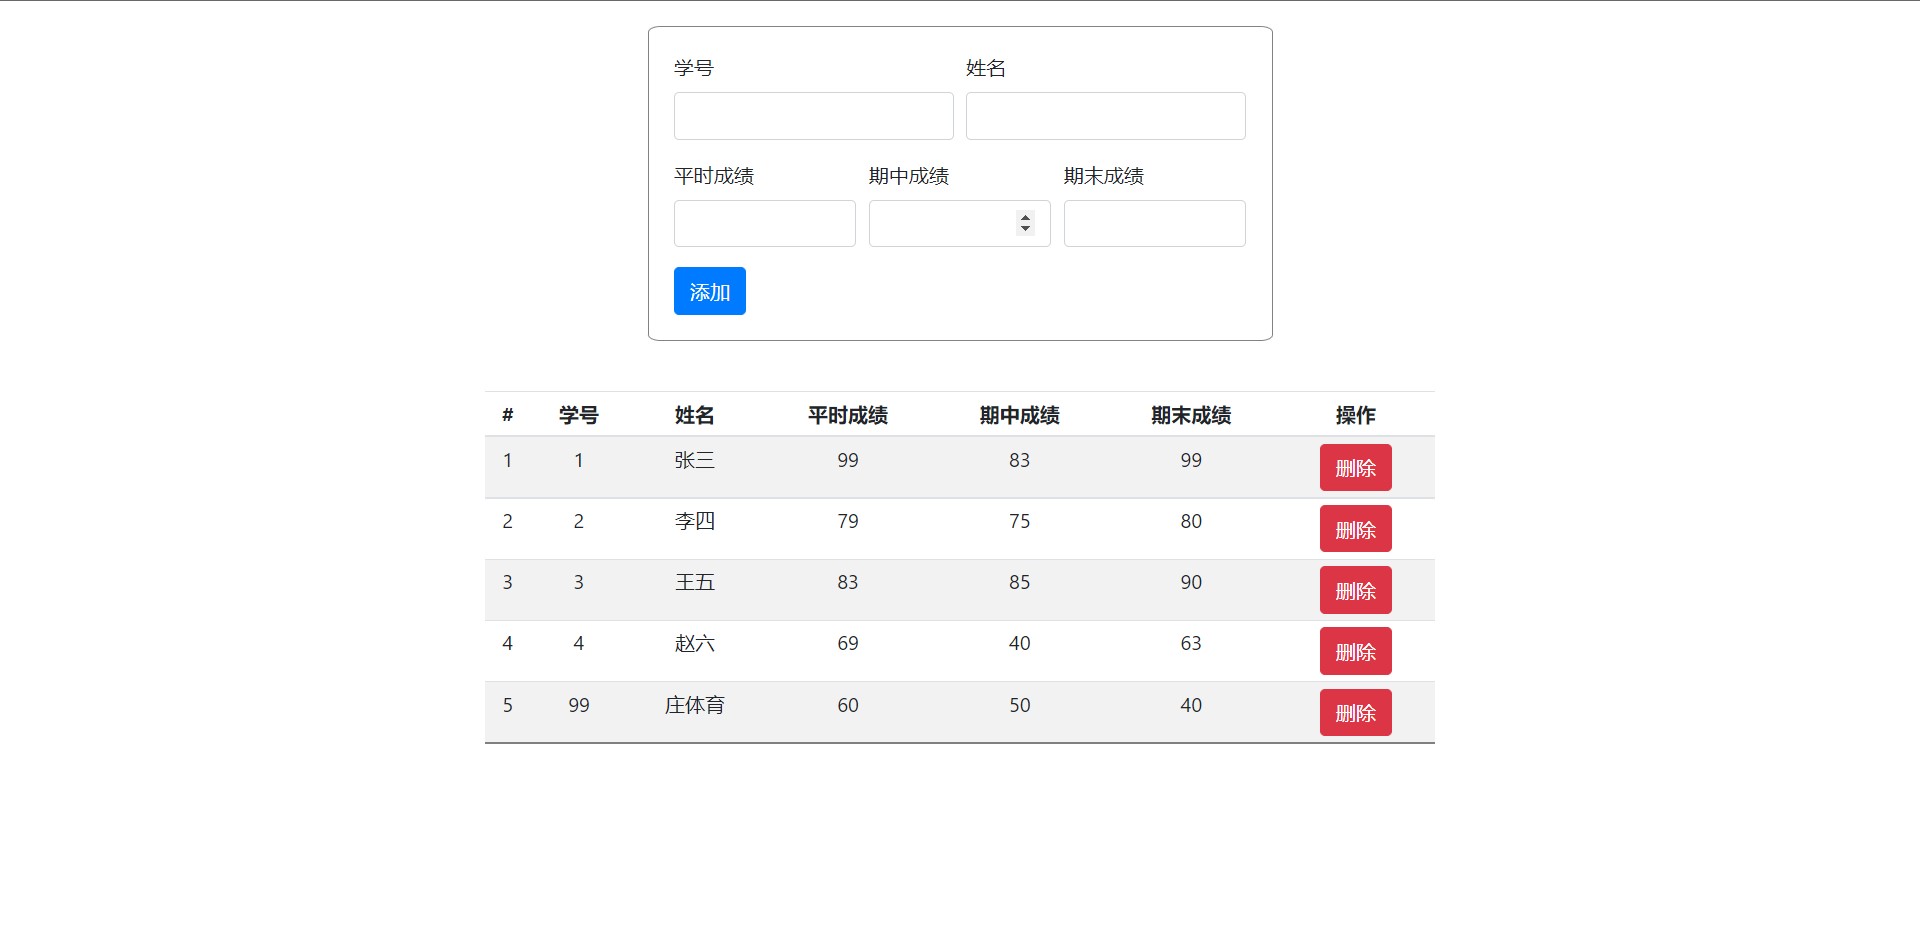 学号 姓名
平时成绩 期中成绩 期末成绩
添加
# 学号 姓名 平时成绩 期中成绩 期末成绩 操作
1 1 张三 99 83 99 删除
2 2 李四 79 75 80 删除
3 3 王五 83 85 90 删除
4 4 赵六 69 40 63 删除
5 99 庄体育 60 50 40 删除